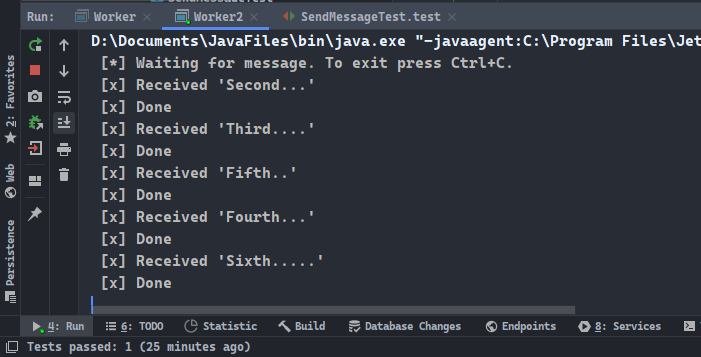 SendMessageTest
Run: Worker Worker2 SendMessageTest.test
D:\Documents\JavaFiles\bin\java.exe "-javaagent:C:\Program Files\Jet
[*] Waiting for message. To exit press Ctrl+C.
[x] Received 'Second...'
[x] Done
[x] Received 'Third....'
[x] Done
[x] Received 'Fifth..'
[x] Done
[x] Received 'Fourth...'
[x] Done
[x] Received 'Sixth.....'
[x] Done
2: Favorites
Web
Persistence
4: Run 6: TODO Statistic Build Database Changes Endpoints 8: Services
Tests passed: 1 (25 minutes ago)